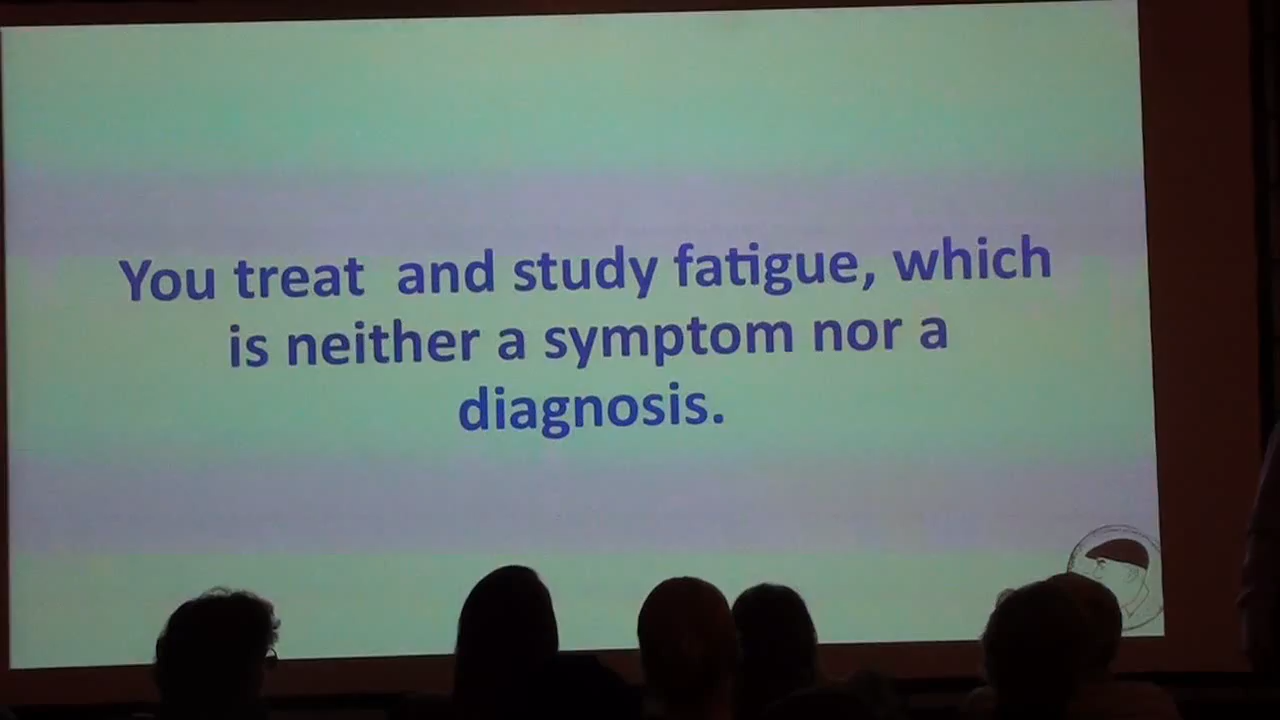 You treat  and study fatigue, which
is neither a symptom nor a
diagnosis.